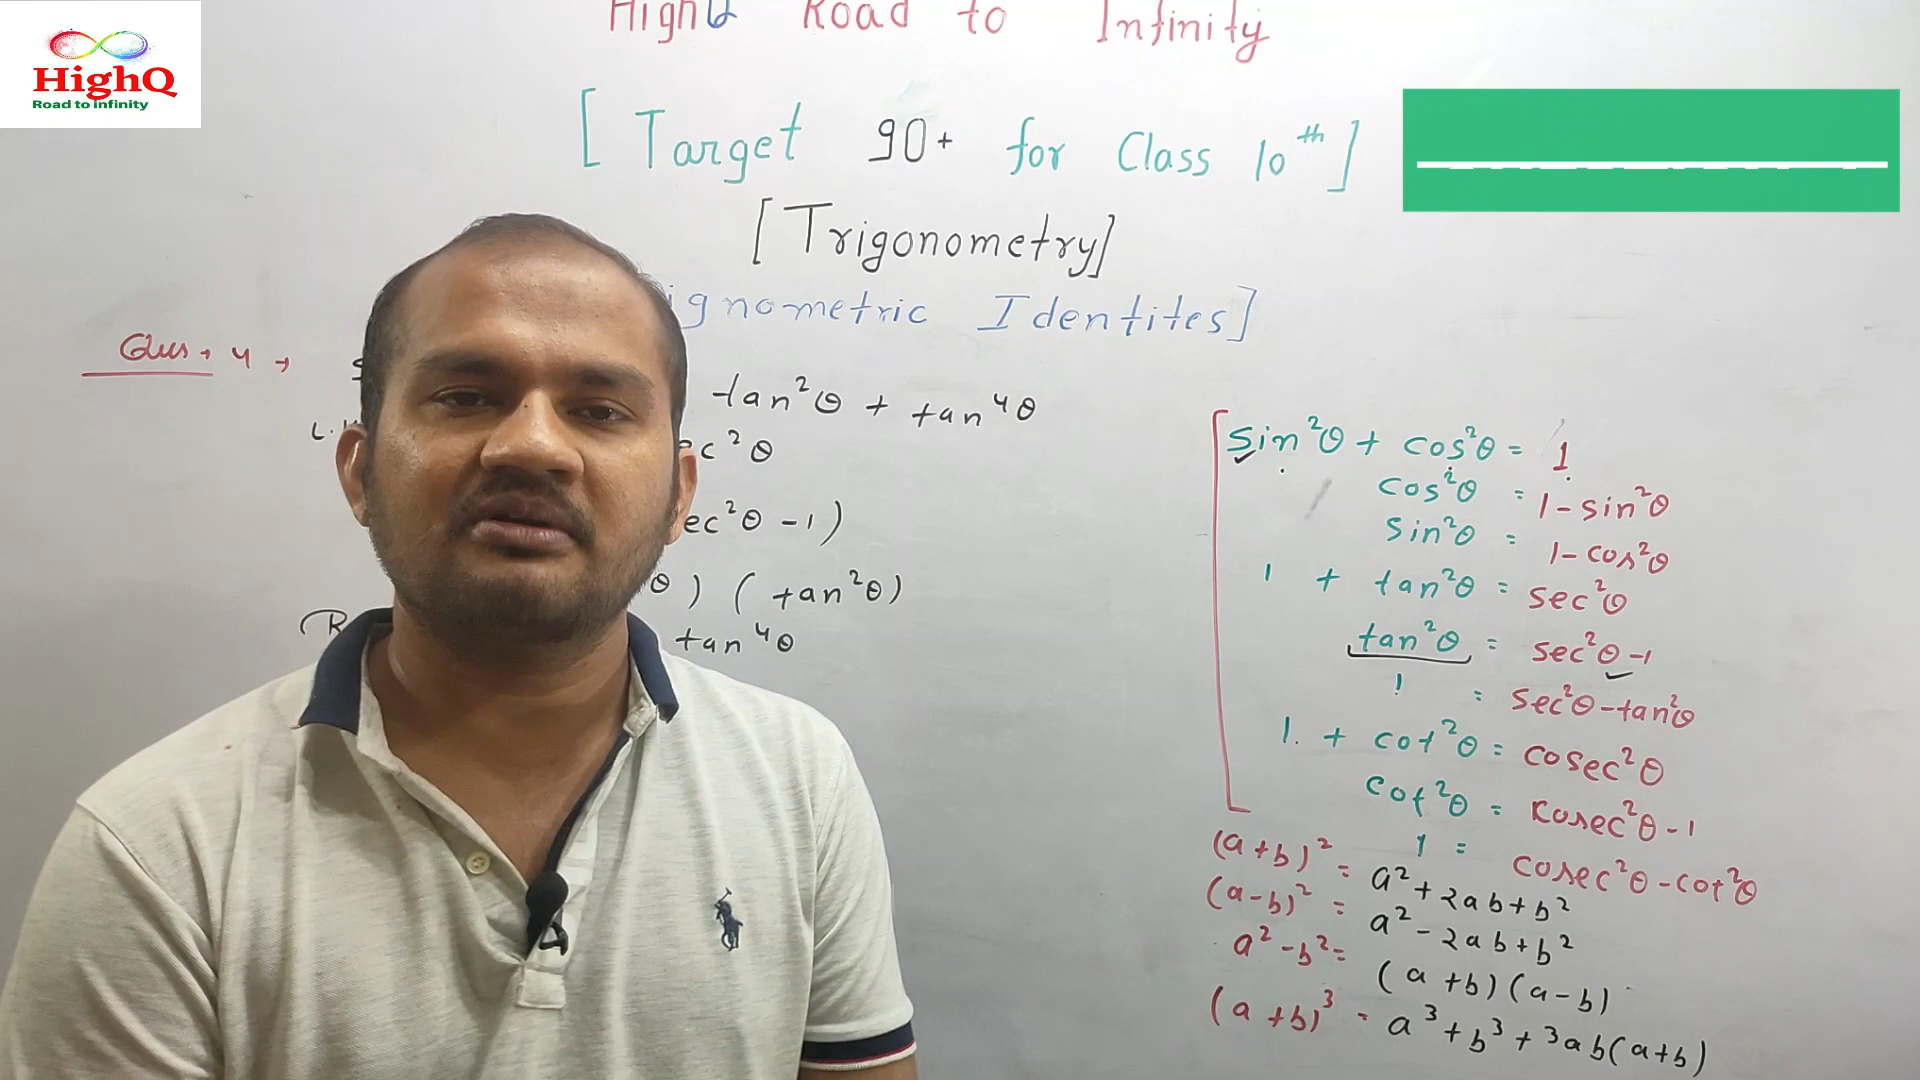 HighQ
Road to infinity
HighQ Road to Infinity
[Target 90+ for Class 10th]
[Trigonometry]
ignometric Identites]
Ques. 4 →
tan²θ + tan⁴θ
L.
ec²θ
ec²θ - 1)
θ) (tan²θ)
R
tan⁴θ
sin²θ + cos²θ = 1
cos²θ = 1 - sin²θ
sin²θ = 1 - cos²θ
1 + tan²θ = sec²θ
tan²θ = sec²θ - 1
1 = sec²θ - tan²θ
1. + cot²θ = cosec²θ
cot²θ = cosec²θ - 1
1 = cosec²θ - cot²θ
(a+b)² = a² + 2ab + b²
(a-b)² = a² - 2ab + b²
a² - b² = (a+b)(a-b)
(a+b)³ = a³ + b³ + 3ab(a+b)